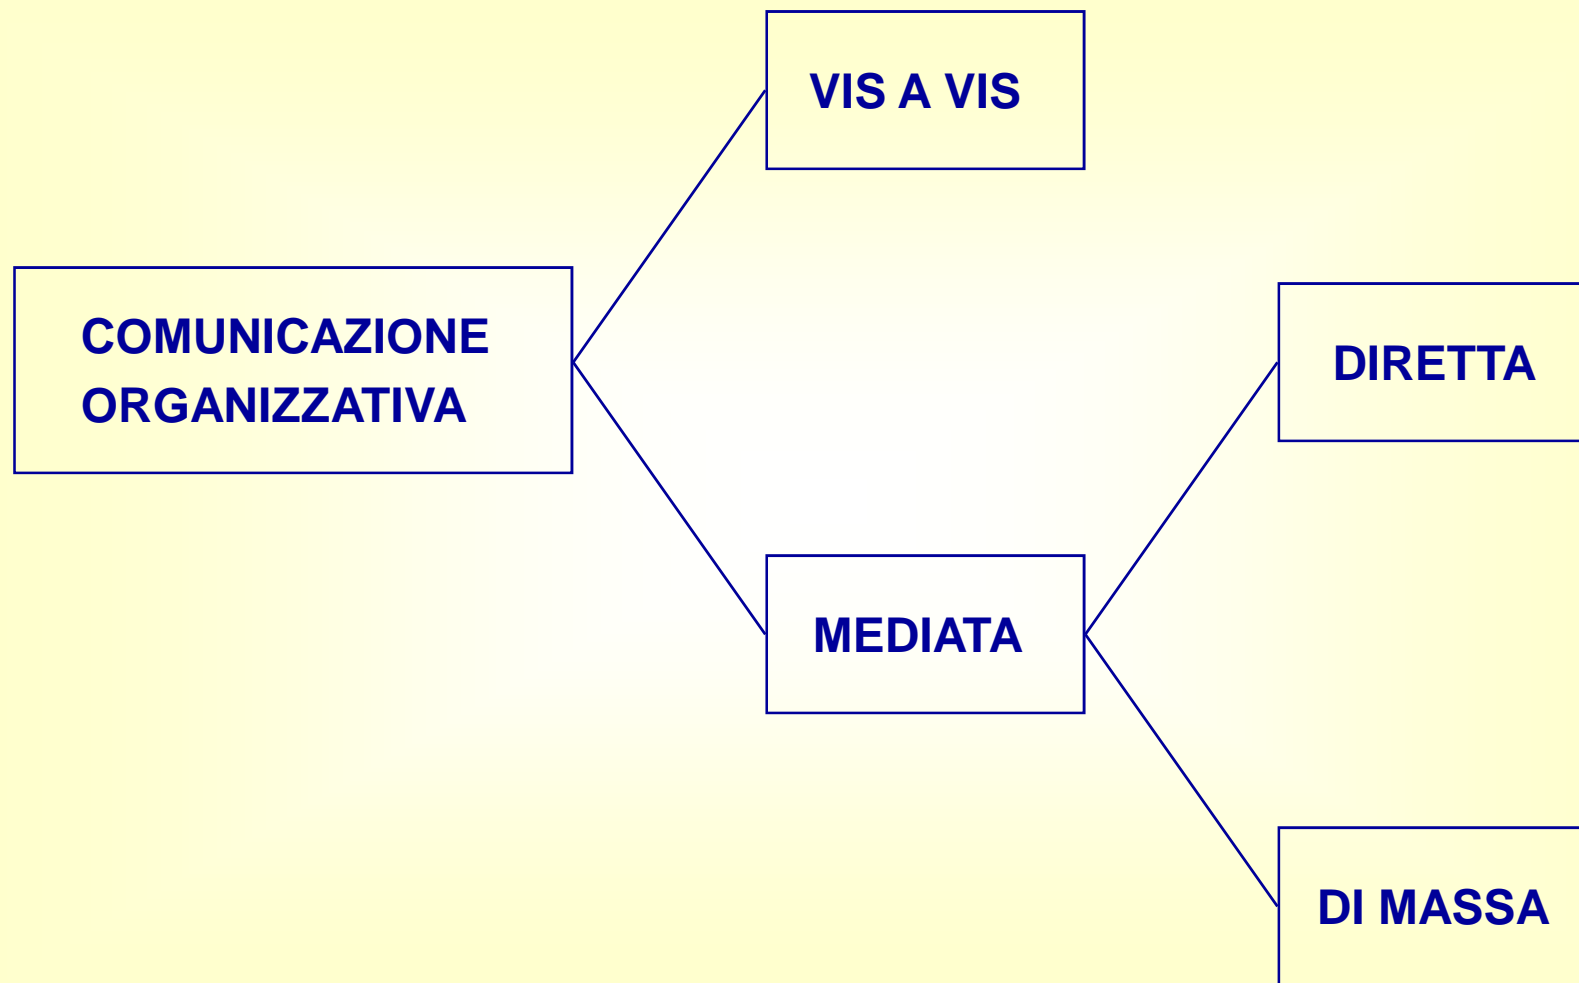 VIS A VIS
COMUNICAZIONE
ORGANIZZATIVA
DIRETTA
MEDIATA
DI MASSA